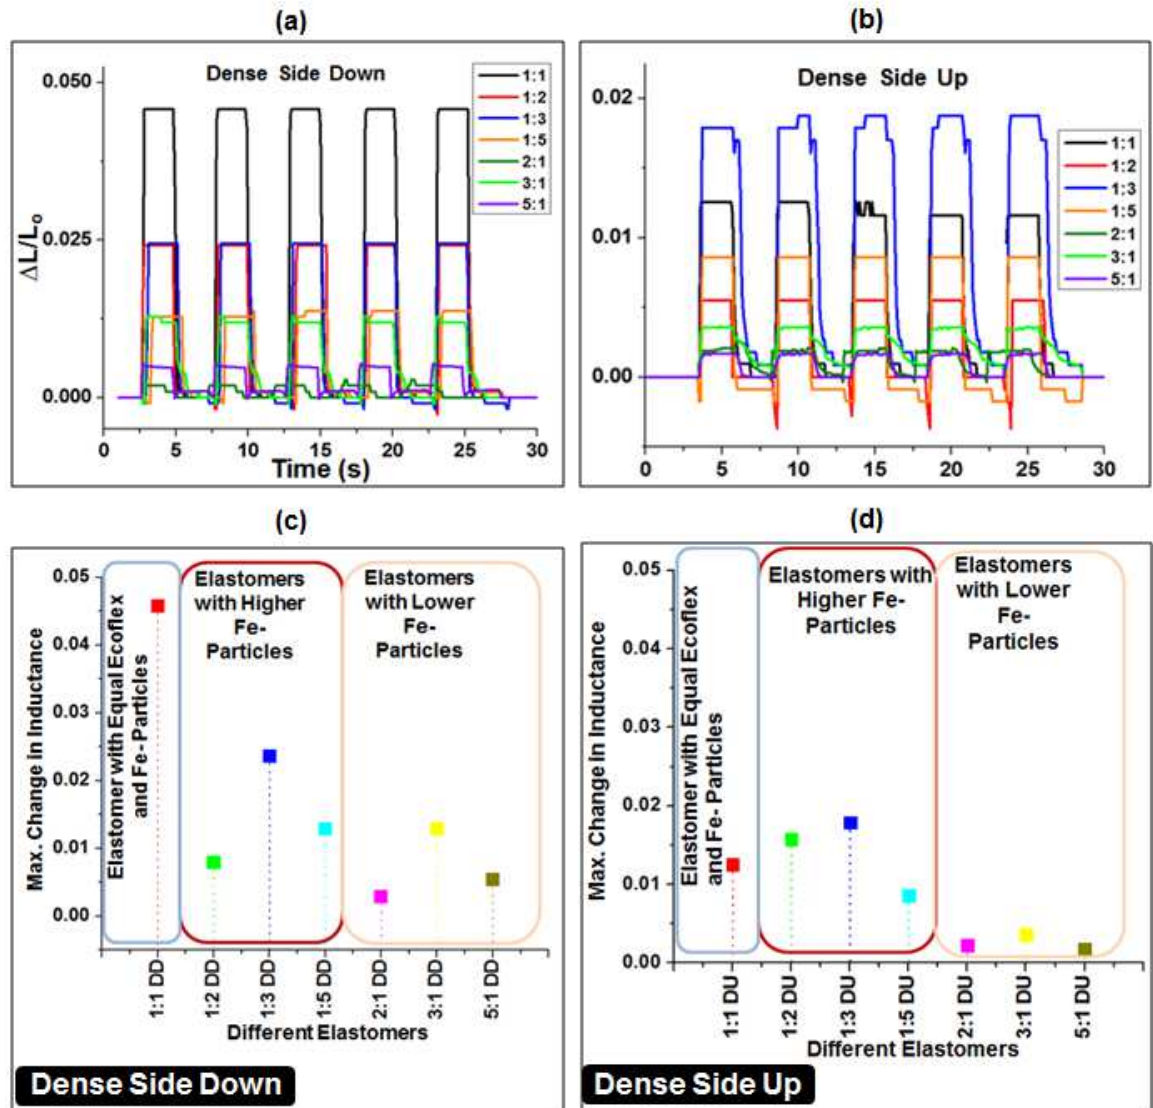 (a)
Dense Side Down
1:1
1:2
1:3
1:5
2:1
3:1
5:1
0.050
0.025
0.000
ΔL/Lo
0 5 10 15 20 25 30
Time (s)
(b)
Dense Side Up
1:1
1:2
1:3
1:5
2:1
3:1
5:1
0.02
0.01
0.00
0 5 10 15 20 25 30
(c)
Elastomer with Equal Ecoflex
and Fe- Particles
Elastomers
with Higher
Fe-
Particles
Elastomers
with Lower
Fe-
Particles
Max. Change in Inductance
0.05
0.04
0.03
0.02
0.01
0.00
1:1 DD
1:2 DD
1:3 DD
1:5 DD
2:1 DD
3:1 DD
5:1 DD
Different Elastomers
Dense Side Down
(d)
Elastomer with Equal Ecoflex
and Fe- Particles
Elastomers with
Higher Fe-
Particles
Elastomers
with Lower
Fe-
Particles
Max. Change in Inductance
0.05
0.04
0.03
0.02
0.01
0.00
1:1 DU
1:2 DU
1:3 DU
1:5 DU
2:1 DU
3:1 DU
5:1 DU
Different Elastomers
Dense Side Up